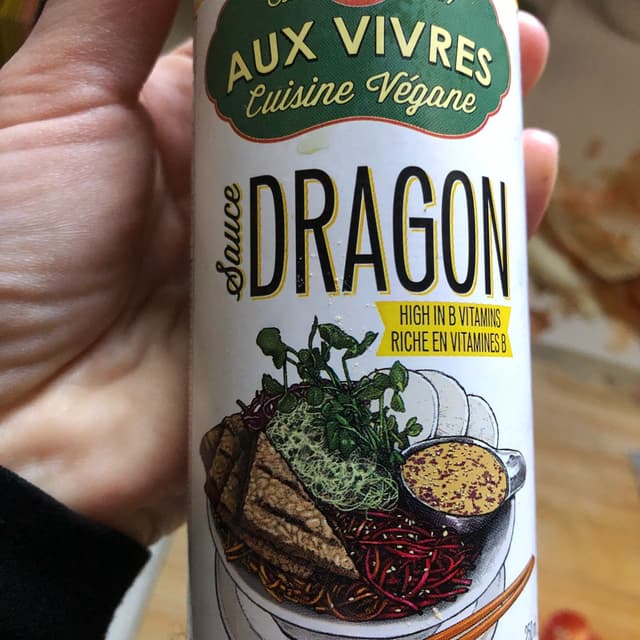 AUX VIVRES
Cuisine Végane
Sauce DRAGON
HIGH IN B VITAMINS
RICHE EN VITAMINES B